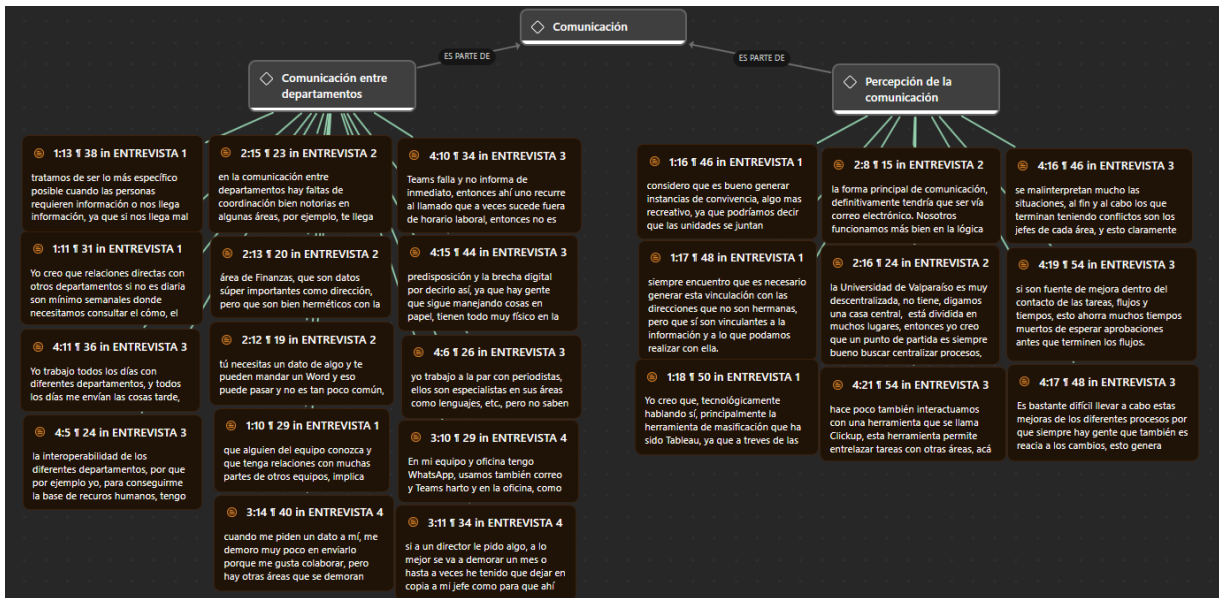 Comunicación
ES PARTE DE
ES PARTE DE
Comunicación entre
departamentos
Percepción de la
comunicación
1:13 ¶ 38 in ENTREVISTA 1
tratamos de ser lo más específico
posible cuando las personas
requieren información o nos llega
información, ya que si nos llega mal
1:11 ¶ 31 in ENTREVISTA 1
Yo creo que relaciones directas con
otros departamentos si no es diaria
son mínimo semanales donde
necesitamos consultar el cómo, el
4:11 ¶ 36 in ENTREVISTA 3
Yo trabajo todos los días con
diferentes departamentos, y todos
los días me envían las cosas tarde,
4:5 ¶ 24 in ENTREVISTA 3
la interoperabilidad de los
diferentes departamentos, por que
por ejemplo yo, para conseguirme
la base de recuros humanos, tengo
2:15 ¶ 23 in ENTREVISTA 2
en la comunicación entre
departamentos hay faltas de
coordinación bien notorias en
algunas áreas, por ejemplo, te llega
2:13 ¶ 20 in ENTREVISTA 2
área de Finanzas, que son datos
súper importantes como dirección,
pero que son bien herméticos con la
2:12 ¶ 19 in ENTREVISTA 2
tú necesitas un dato de algo y te
pueden mandar un Word y eso
puede pasar y no es tan poco común,
1:10 ¶ 29 in ENTREVISTA 1
que alguien del equipo conozca y
que tenga relaciones con muchas
partes de otros equipos, implica
3:14 ¶ 40 in ENTREVISTA 4
cuando me piden un dato a mí, me
demoro muy poco en enviarlo
porque me gusta colaborar, pero
hay otras áreas que se demoran
4:10 ¶ 34 in ENTREVISTA 3
Teams falla y no informa de
inmediato, entonces ahí uno recurre
al llamado que a veces sucede fuera
de horario laboral, entonces no es
4:15 ¶ 44 in ENTREVISTA 3
predisposición y la brecha digital
por decirlo así, ya que hay gente
que sigue manejando cosas en
papel, tienen todo muy físico en la
4:6 ¶ 26 in ENTREVISTA 3
yo trabajo a la par con periodistas,
ellos son especialistas en sus áreas
como lenguajes, etc., pero no saben
3:10 ¶ 29 in ENTREVISTA 4
En mi equipo y oficina tengo
WhatsApp, usamos también correo
y Teams harto y en la oficina, como
3:11 ¶ 34 in ENTREVISTA 4
si a un director le pido algo, a lo
mejor se va a demorar un mes o
hasta a veces he tenido que dejar en
copia a mi jefe como para que ahí
1:16 ¶ 46 in ENTREVISTA 1
considero que es bueno generar
instancias de convivencia, algo mas
recreativo, ya que podríamos decir
que las unidades se juntan
1:17 ¶ 48 in ENTREVISTA 1
siempre encuentro que es necesario
generar esta vinculación con las
direcciones que no son hermanas,
pero que sí son vinculantes a la
información y a lo que podamos
realizar con ella.
1:18 ¶ 50 in ENTREVISTA 1
Yo creo que, tecnológicamente
hablando sí, principalmente la
herramienta de masificación que ha
sido Tableau, ya que a treves de las
2:8 ¶ 15 in ENTREVISTA 2
la forma principal de comunicación,
definitivamente tendría que ser vía
correo electrónico. Nosotros
funcionamos más bien en la lógica
2:16 ¶ 24 in ENTREVISTA 2
la Universidad de Valparaíso es muy
descentralizada, no tiene, digamos
una casa central, está dividida en
muchos lugares, entonces yo creo
que un punto de partida es siempre
bueno buscar centralizar procesos,
4:21 ¶ 54 in ENTREVISTA 3
hace poco también interactuamos
con una herramienta que se llama
Clickup, esta herramienta permite
entrelazar tareas con otras áreas, acá
4:16 ¶ 46 in ENTREVISTA 3
se malinterpretan mucho las
situaciones, al fin y al cabo los que
terminan teniendo conflictos son los
jefes de cada área, y esto claramente
4:19 ¶ 54 in ENTREVISTA 3
si son fuente de mejora dentro del
contacto de las tareas, flujos y
tiempos, esto ahorra muchos tiempos
muertos de esperar aprobaciones
antes que terminen los flujos.
4:17 ¶ 48 in ENTREVISTA 3
Es bastante difícil llevar a cabo estas
mejoras de los diferentes procesos por
que siempre hay gente que también es
reacia a los cambios, esto genera